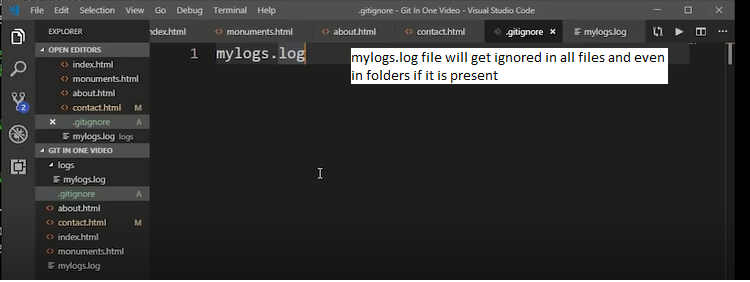 File Edit Selection View Go Debug Terminal Help .gitignore - Git In One Video - Visual Studio Code
EXPLORER
ndex.html monuments.html about.html contact.html .gitignore mylogs.log
OPEN EDITORS
index.html
monuments.html
about.html
contact.html M
.gitignore A
mylogs.log logs
GIT IN ONE VIDEO
logs
mylogs.log
.gitignore A
about.html
contact.html M
index.html
monuments.html
mylogs.log
2
1 mylogs.log
mylogs.log file will get ignored in all files and even
in folders if it is present